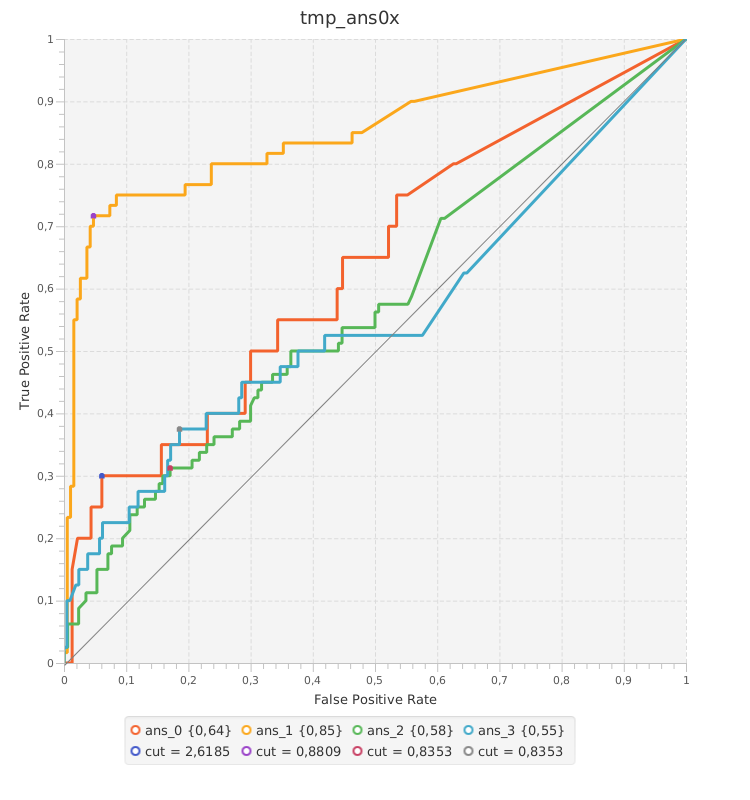 tmp_ans0x
1
0,9
0,8
0,7
0,6
0,5
0,4
0,3
0,2
0,1
0
True Positive Rate
0 0,1 0,2 0,3 0,4 0,5 0,6 0,7 0,8 0,9 1
False Positive Rate
ans_0 {0,64} ans_1 {0,85} ans_2 {0,58} ans_3 {0,55}
cut = 2,6185 cut = 0,8809 cut = 0,8353 cut = 0,8353